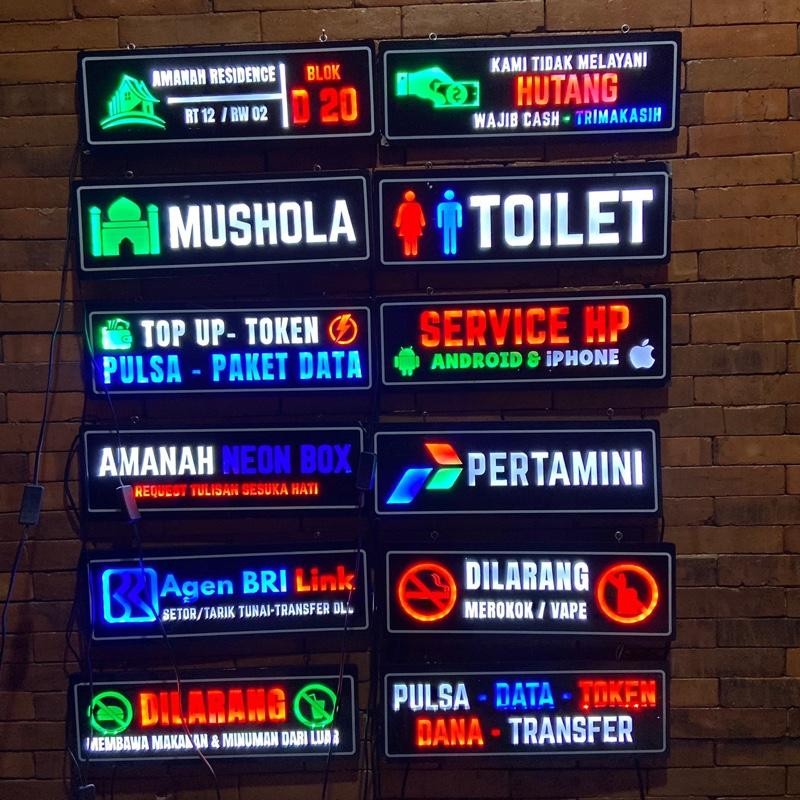 AMANAH RESIDENCE
RT 12 / RW 02
BLOK
D 20
KAMI TIDAK MELAYANI
HUTANG
WAJIB CASH - TRIMAKASIH
MUSHOLA
TOILET
TOP UP- TOKEN
PULSA - PAKET DATA
SERVICE HP
ANDROID & iPHONE
AMANAH NEON BOX
REQUEST TULISAN SESUKA HATI
PERTAMINI
Agen BRI Link
SETOR/TARIK TUNAI-TRANSFER DLL
DILARANG
MEROKOK / VAPE
DILARANG
MEMBAWA MAKANAN & MINUMAN DARI LUAR
PULSA - DATA - TOKEN
DANA - TRANSFER